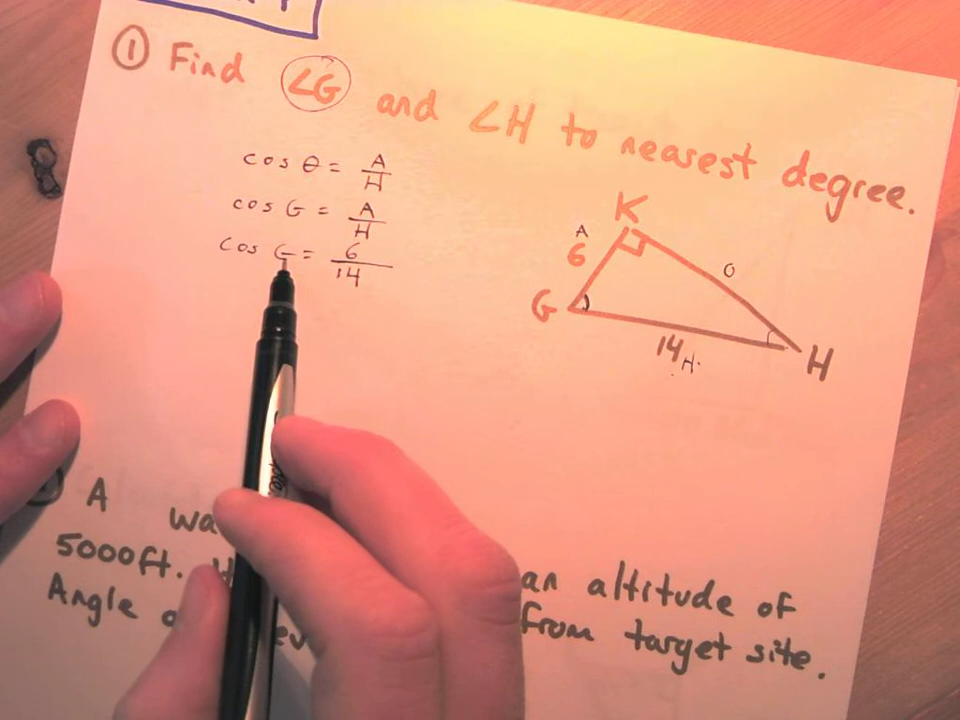 ① Find ∠G and ∠H to nearest degree.
cos θ = A/H
cos G = A/H
cos G = 6/14
K
A
6
O
G
14 H.
H
A
5000ft. an altitude of
Angle from target site.